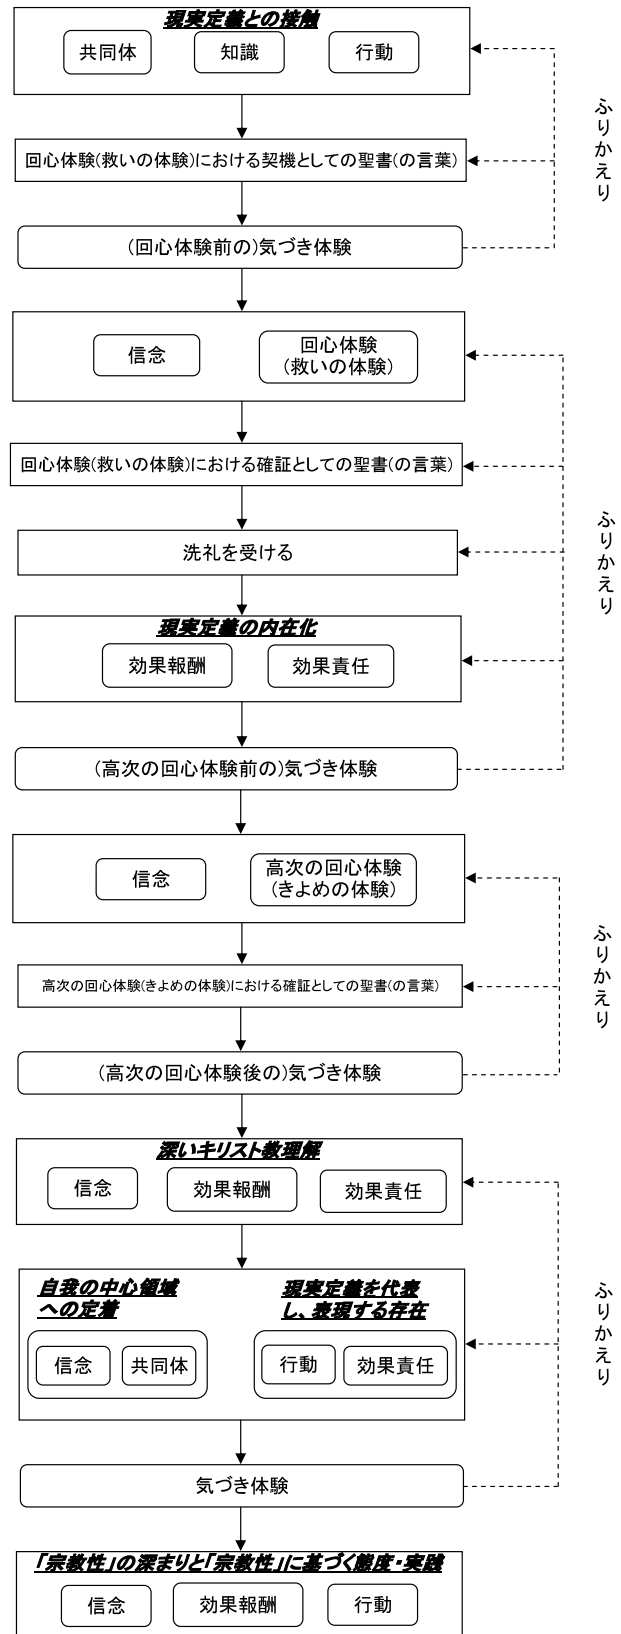 現実定義との接触
共同体
知識
行動
回心体験(救いの体験)における契機としての聖書(の言葉)
(回心体験前の)気づき体験
ふりかえり
信念
回心体験
(救いの体験)
回心体験(救いの体験)における確証としての聖書(の言葉)
洗礼を受ける
現実定義の内在化
効果報酬
効果責任
(高次の回心体験前の)気づき体験
ふりかえり
信念
高次の回心体験
(きよめの体験)
高次の回心体験(きよめの体験)における確証としての聖書(の言葉)
(高次の回心体験後の)気づき体験
ふりかえり
深いキリスト教理解
信念
効果報酬
効果責任
自我の中心領域
への定着
信念
共同体
現実定義を代表
し、表現する存在
行動
効果責任
気づき体験
ふりかえり
「宗教性」の深まりと「宗教性」に基づく態度・実践
信念
効果報酬
行動